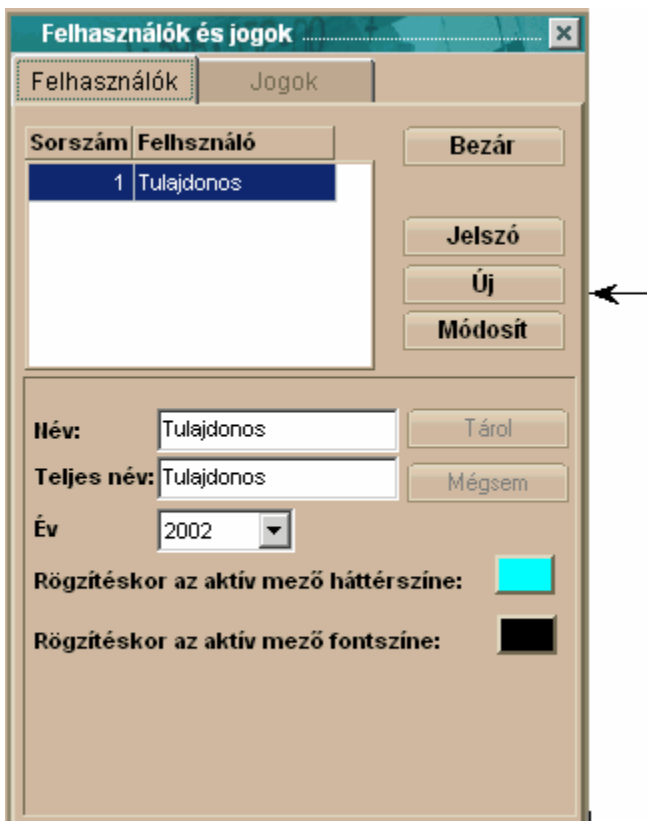 Felhasználók és jogok
Felhasználók Jogok
Sorszám Felhsználó
1 Tulajdonos
Bezár
Jelszó
Új
Módosít
Név: Tulajdonos Tárol
Teljes név: Tulajdonos Mégsem
Év 2002
Rögzítéskor az aktív mező háttérszíne:
Rögzítéskor az aktív mező fontszíne: